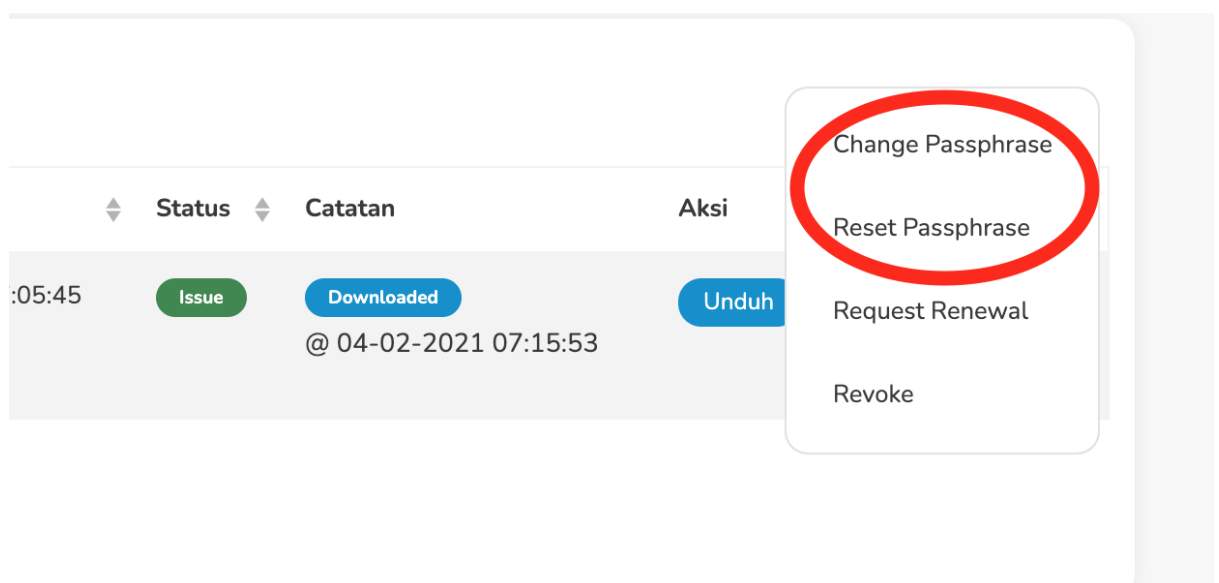 Change Passphrase
Status Catatan Aksi
Reset Passphrase
:05:45 Issue Downloaded Unduh
Request Renewal
@ 04-02-2021 07:15:53
Revoke